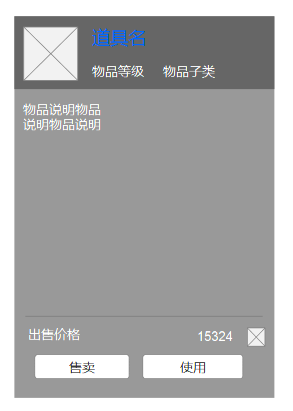 道具名
物品等级 物品子类
物品说明物品
说明物品说明
出售价格 15324
售卖 使用